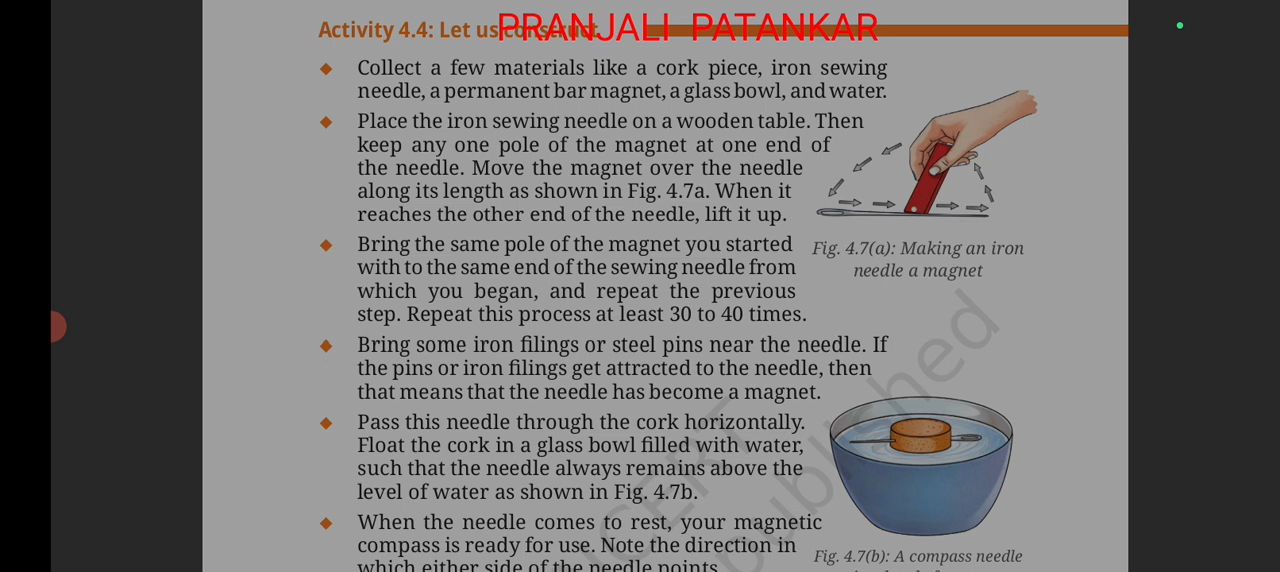 PRANJALI PATANKAR
Activity 4.4: Let us construct
Collect a few materials like a cork piece, iron sewing
needle, a permanent bar magnet, a glass bowl, and water.
Place the iron sewing needle on a wooden table. Then
keep any one pole of the magnet at one end of
the needle. Move the magnet over the needle
along its length as shown in Fig. 4.7a. When it
reaches the other end of the needle, lift it up.
Fig. 4.7(a): Making an iron
needle a magnet
Bring the same pole of the magnet you started
with to the same end of the sewing needle from
which you began, and repeat the previous
step. Repeat this process at least 30 to 40 times.
Bring some iron filings or steel pins near the needle. If
the pins or iron filings get attracted to the needle, then
that means that the needle has become a magnet.
Pass this needle through the cork horizontally.
Float the cork in a glass bowl filled with water,
such that the needle always remains above the
level of water as shown in Fig. 4.7b.
When the needle comes to rest, your magnetic
compass is ready for use. Note the direction in
which either side of the needle points.
Fig. 4.7(b): A compass needle
NCERT
published